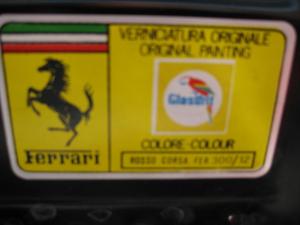 VERNICIATURA ORIGINALE
ORIGINAL PAINTING
Glasurit
COLORE-COLOUR
Ferrari
ROSSO CORSA FER.300/12